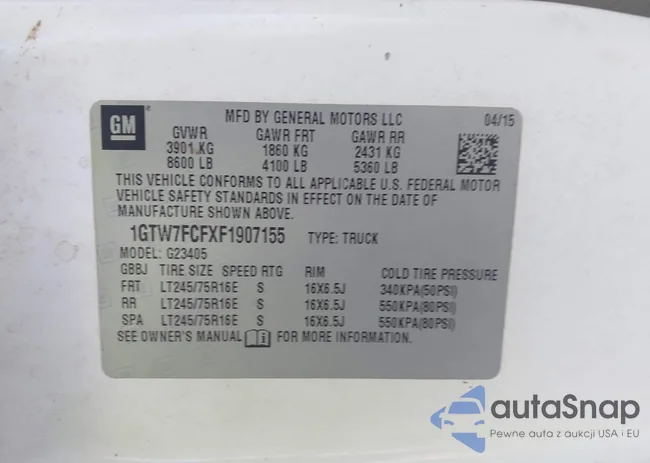 GM
MFD BY GENERAL MOTORS LLC 04/15
GVWR GAWR FRT GAWR RR
3901 KG 1860 KG 2431 KG
8600 LB 4100 LB 5360 LB
THIS VEHICLE CONFORMS TO ALL APPLICABLE U.S. FEDERAL MOTOR
VEHICLE SAFETY STANDARDS IN EFFECT ON THE DATE OF
MANUFACTURE SHOWN ABOVE.
1GTW7FCFXF1907155 TYPE: TRUCK
MODEL: G23405
GBBJ TIRE SIZE SPEED RTG RIM COLD TIRE PRESSURE
FRT LT245/75R16E S 16X6.5J 340KPA(50PSI)
RR LT245/75R16E S 16X6.5J 550KPA(80PSI)
SPA LT245/75R16E S 16X6.5J 550KPA(80PSI)
SEE OWNER'S MANUAL FOR MORE INFORMATION
autaSnap
Pewne auta z aukcji USA i EU